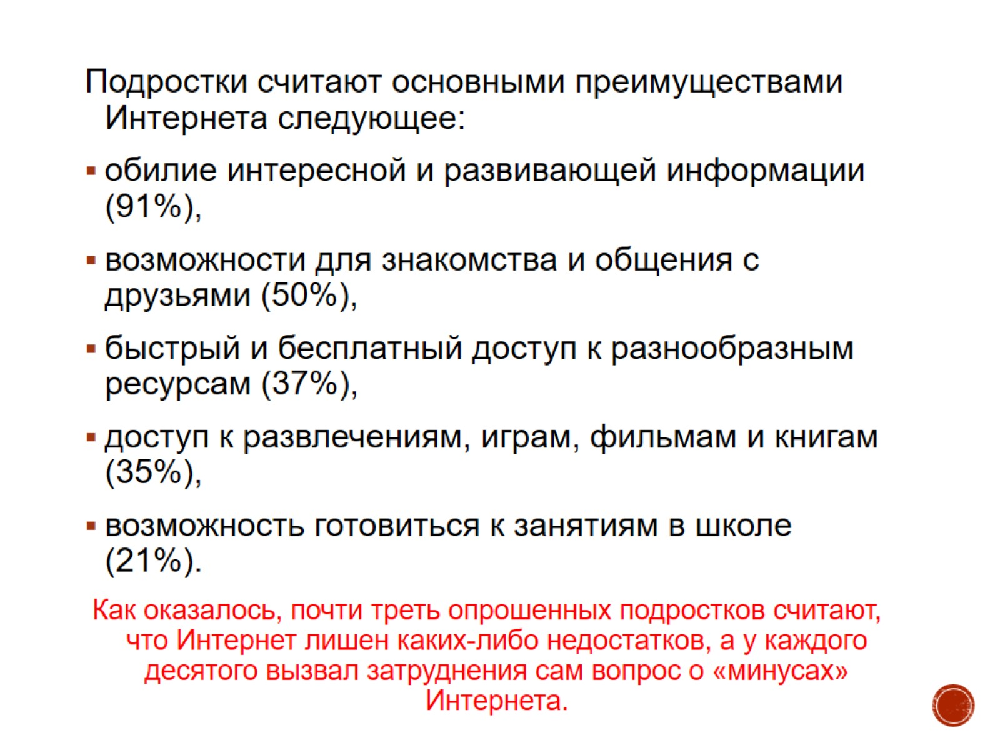 Подростки считают основными преимуществами
Интернета следующее:
▪ обилие интересной и развивающей информации
(91%),
▪ возможности для знакомства и общения с
друзьями (50%),
▪ быстрый и бесплатный доступ к разнообразным
ресурсам (37%),
▪ доступ к развлечениям, играм, фильмам и книгам
(35%),
▪ возможность готовиться к занятиям в школе
(21%).
Как оказалось, почти треть опрошенных подростков считают,
что Интернет лишен каких-либо недостатков, а у каждого
десятого вызвал затруднения сам вопрос о «минусах»
Интернета.